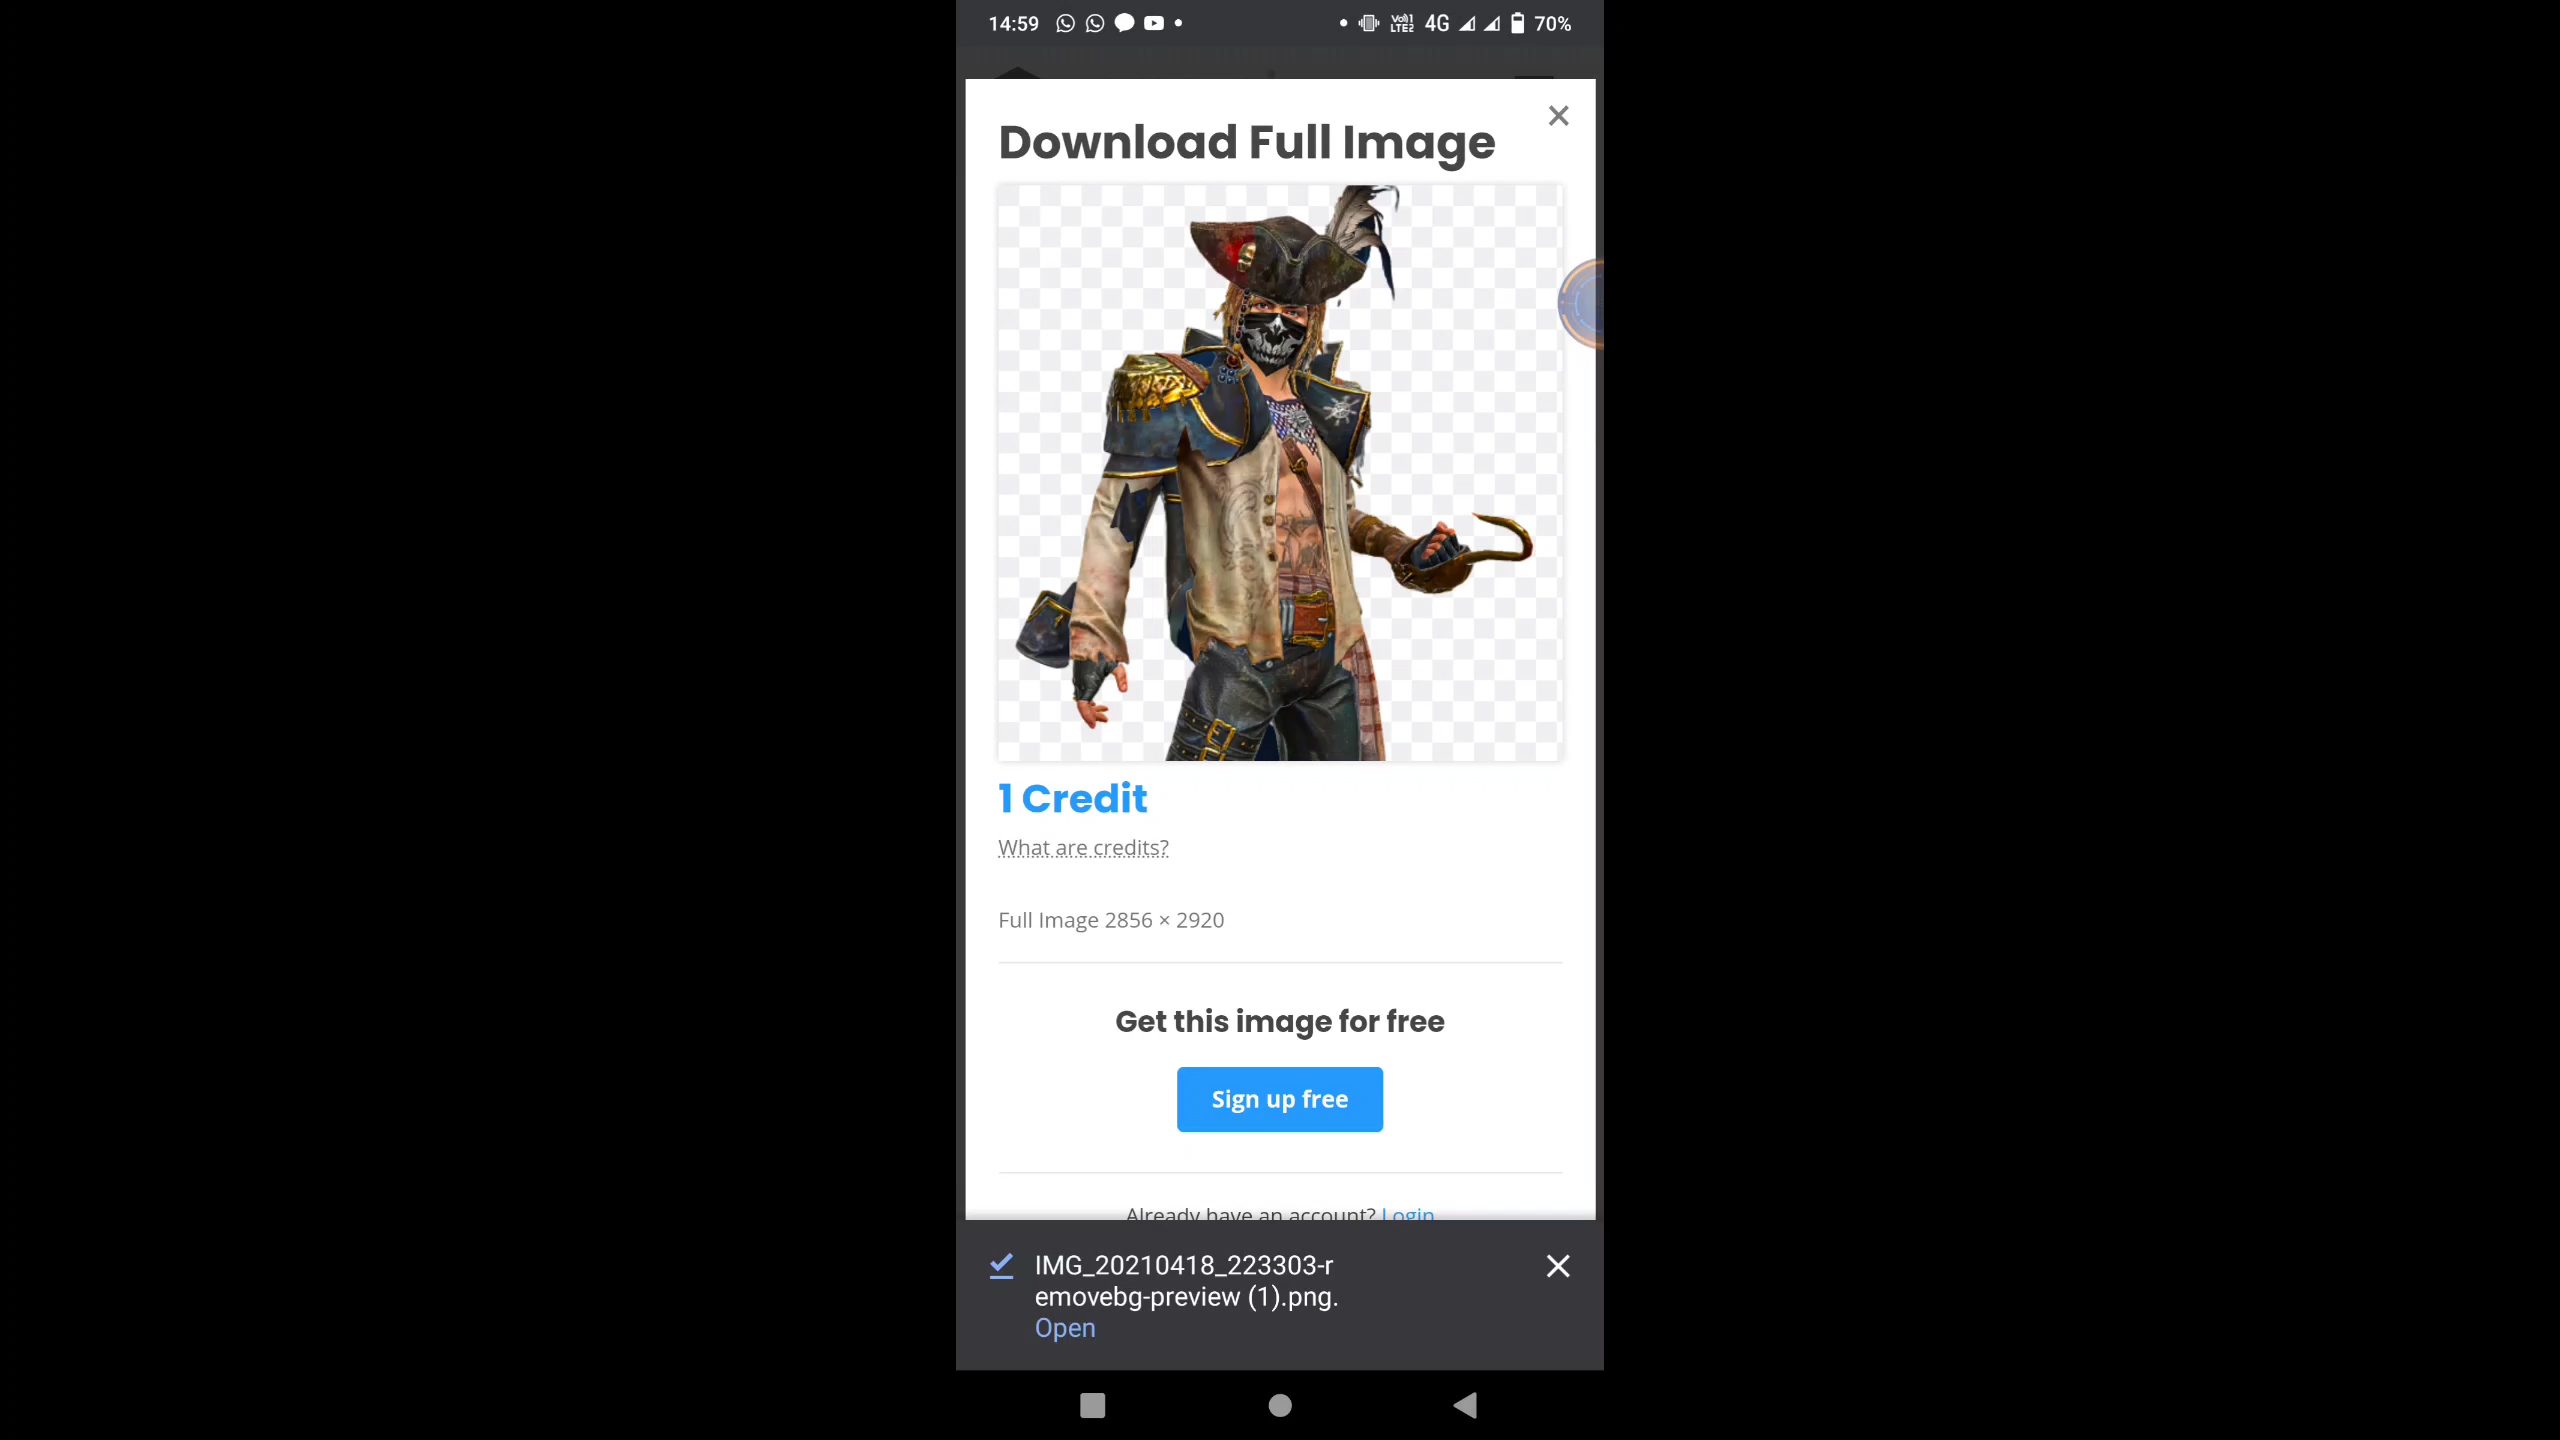 14:59 4G 70%
Download Full Image
1 Credit
What are credits?
Full Image 2856 × 2920
Get this image for free
Sign up free
Already have an account? Login
IMG_20210418_223303-r
emovebg-preview (1).png.
Open